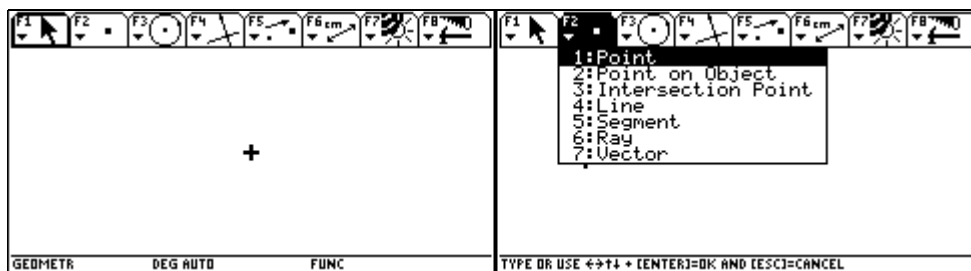 F1 F2 F3 F4 F5 F6 cm F7 F8
GEOMETR DEG AUTO FUNC
F1 F2 F3 F4 F5 F6 cm F7 F8
1:Point
2:Point on Object
3:Intersection Point
4:Line
5:Segment
6:Ray
7:Vector
TYPE OR USE ←→↑↓ + [ENTER]=OK AND [ESC]=CANCEL